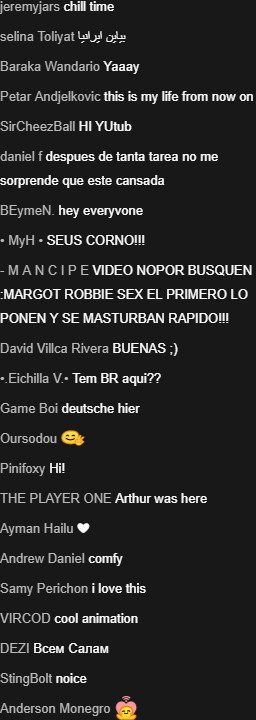 jeremyjars chill time
selina Toliyat بیاین ایرانیا
Baraka Wandario Yaaay
Petar Andjelkovic this is my life from now on
SirCheezBall HI YUtub
daniel f despues de tanta tarea no me
sorprende que este cansada
BEymeN. hey everyvone
• MyH • SEUS CORNO!!!
- M A N C I P E VIDEO NOPOR BUSQUEN
:MARGOT ROBBIE SEX EL PRIMERO LO
PONEN Y SE MASTURBAN RAPIDO!!!
David Villca Rivera BUENAS ;)
•.Eichilla V.• Tem BR aqui??
Game Boi deutsche hier
Oursodou
Pinifoxy Hi!
THE PLAYER ONE Arthur was here
Ayman Hailu
Andrew Daniel comfy
Samy Perichon i love this
VIRCOD cool animation
DEZI Всем Салам
StingBolt noice
Anderson Monegro